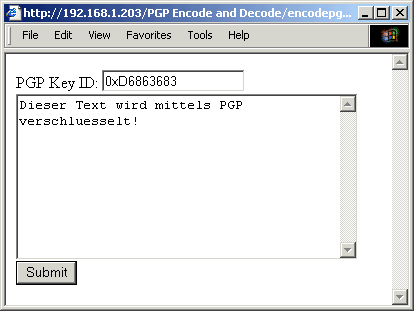 http://192.168.1.203/PGP Encode and Decode/encodepg...
File Edit View Favorites Tools Help
PGP Key ID: 0xD6863683
Dieser Text wird mittels PGP
verschluesselt!
Submit